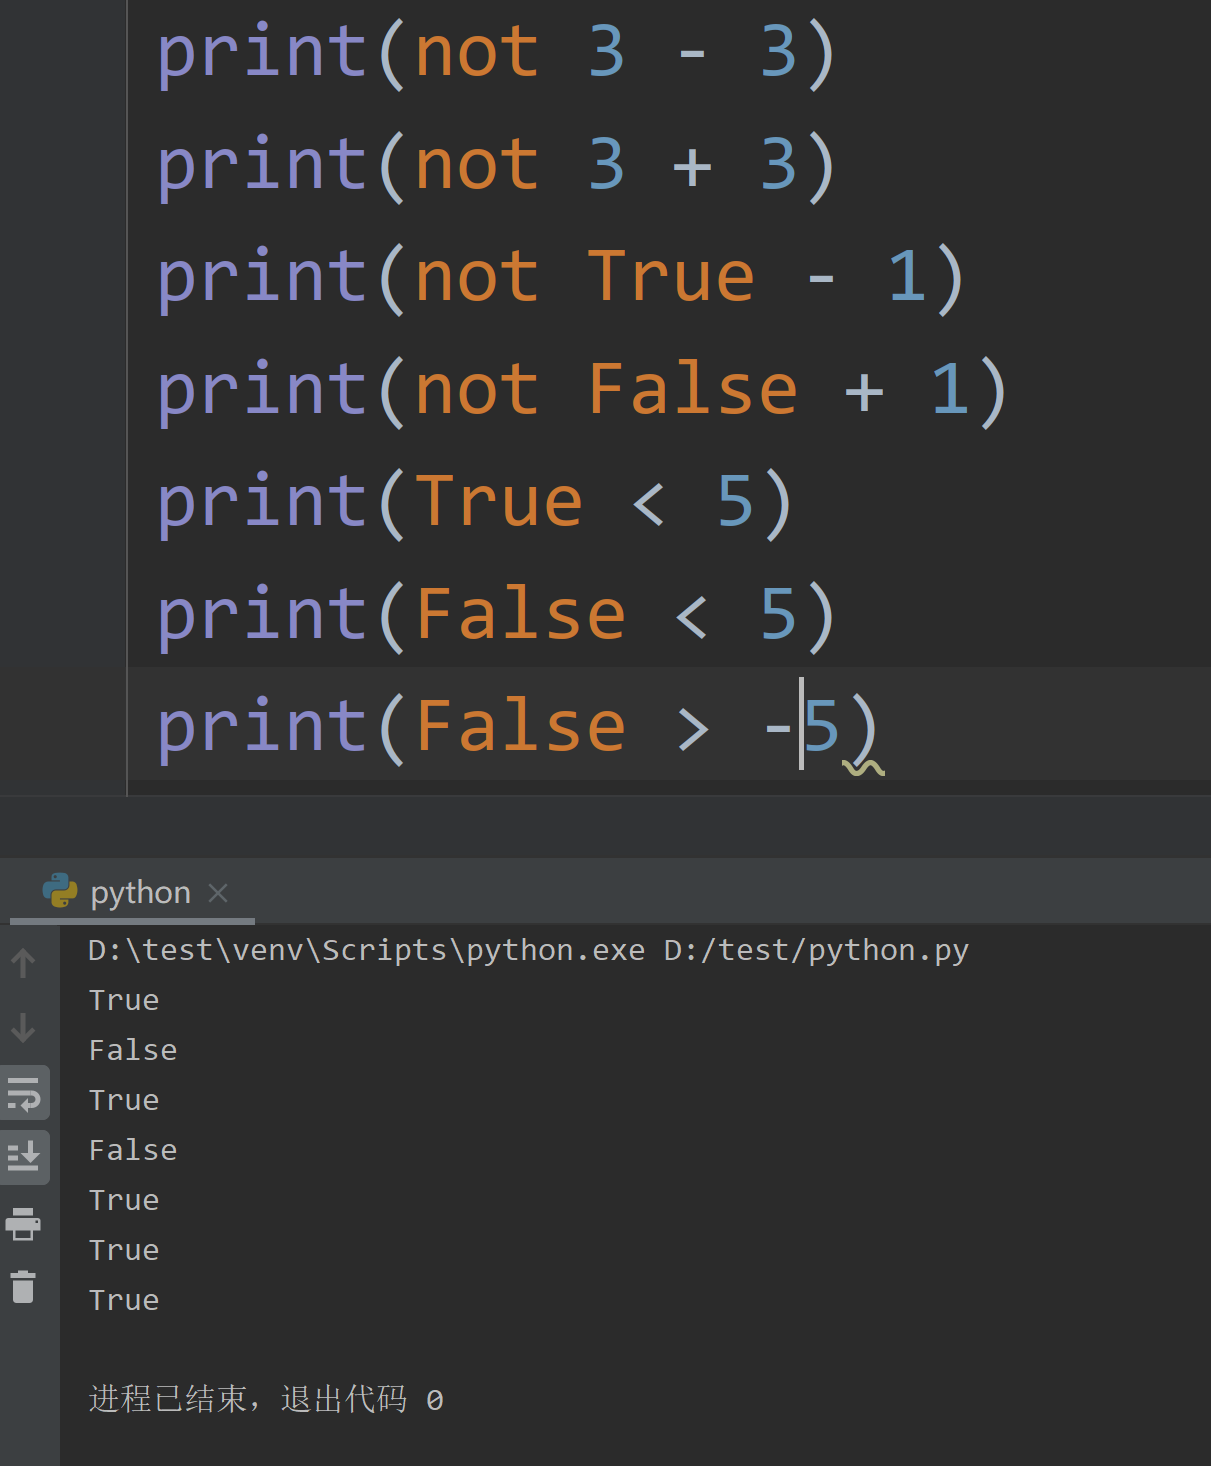 print(not 3 - 3)
print(not 3 + 3)
print(not True - 1)
print(not False + 1)
print(True < 5)
print(False < 5)
print(False > -5)
python
D:\test\venv\Scripts\python.exe D:/test/python.py
True
False
True
False
True
True
True
进程已结束，退出代码 0